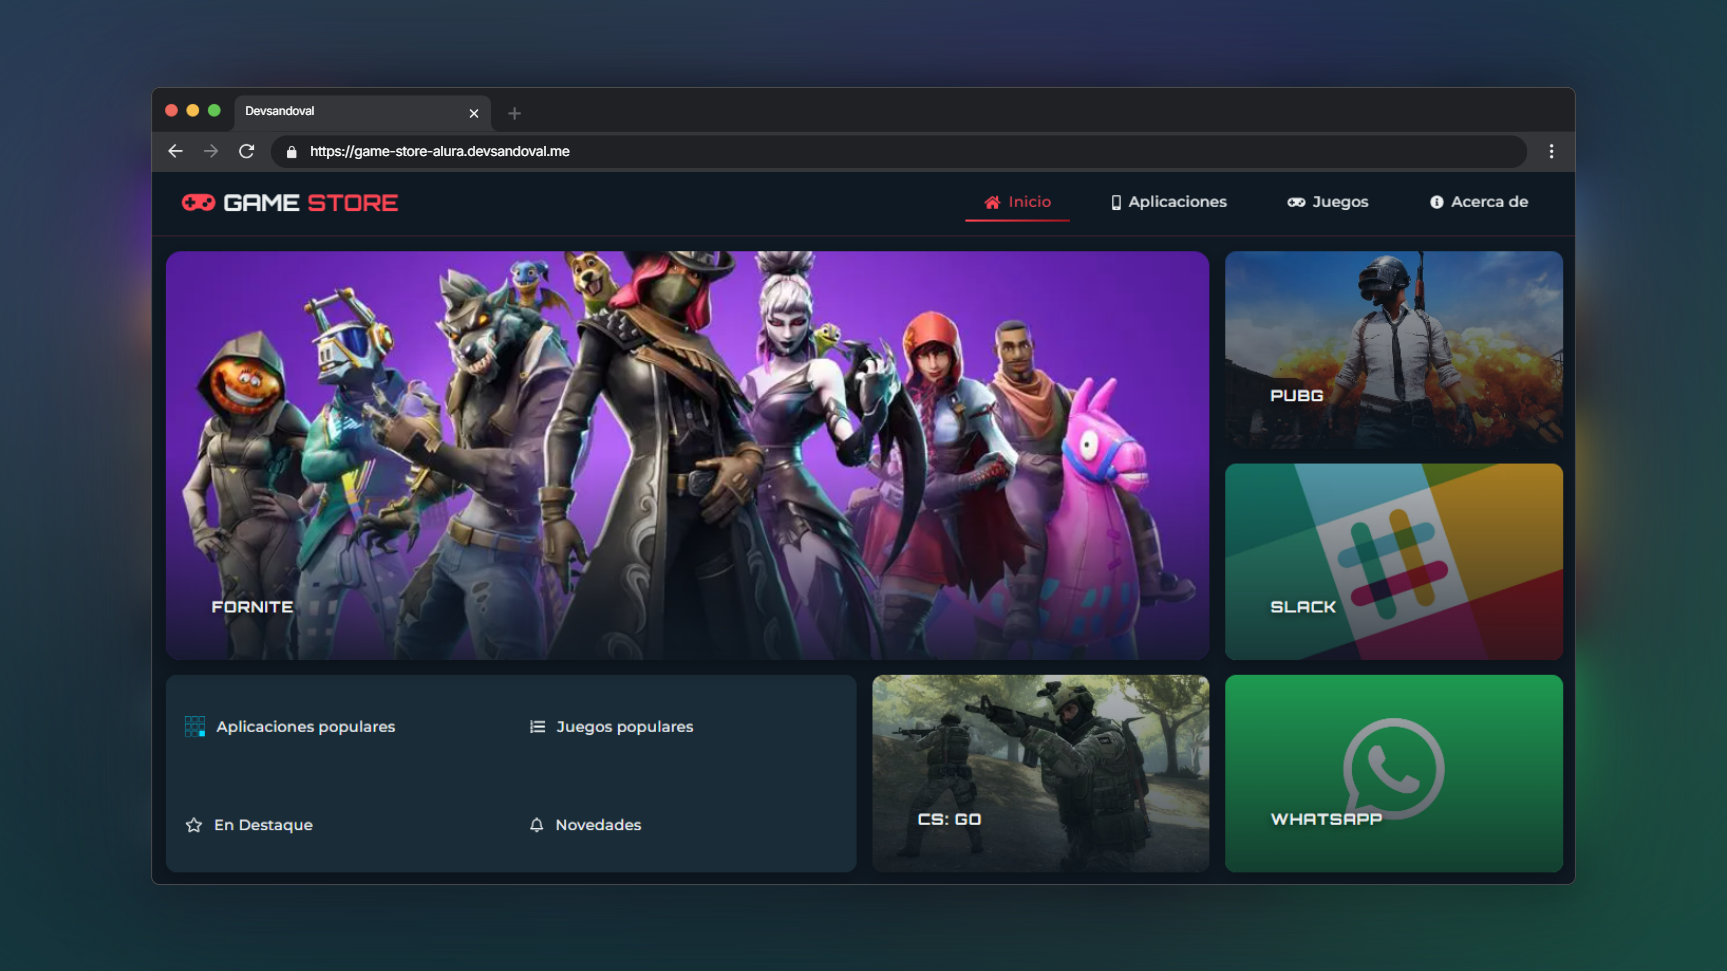 Devsandoval
https://game-store-alura.devsandoval.me
GAME STORE
Inicio
Aplicaciones
Juegos
Acerca de
FORNITE
PUBG
SLACK
Aplicaciones populares
Juegos populares
En Destaque
Novedades
CS: GO
WHATSAPP